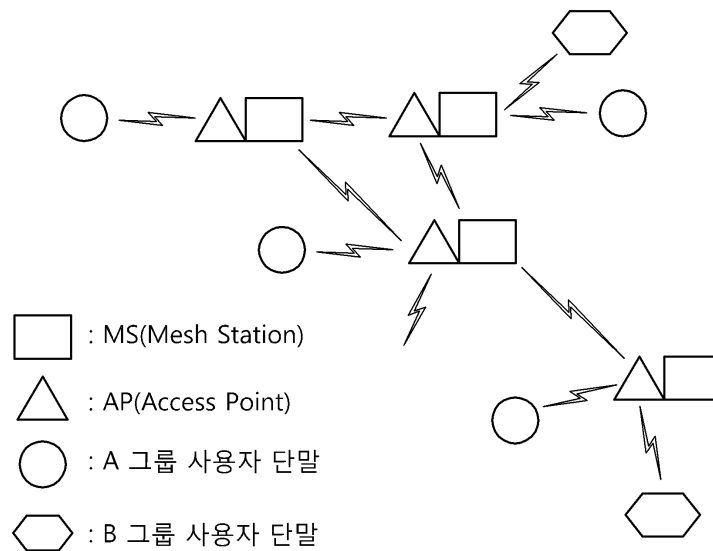 : MS(Mesh Station)
: AP(Access Point)
: A 그룹 사용자 단말
: B 그룹 사용자 단말